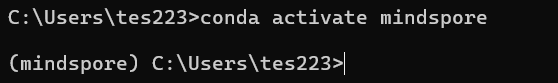 C:\Users\tes223>conda activate mindspore
(mindspore) C:\Users\tes223>